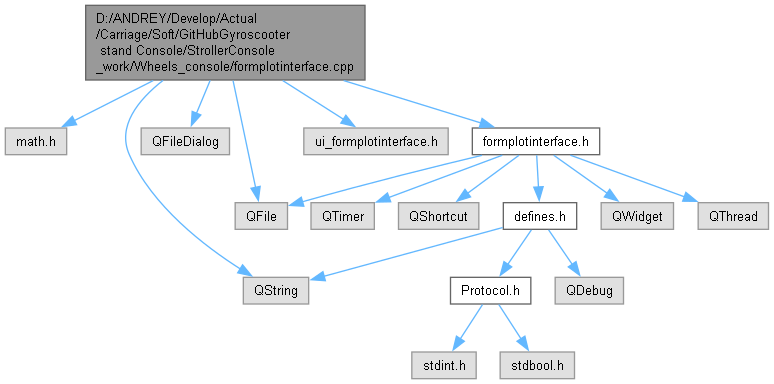 D:/ANDREY/Develop/Actual
/Carriage/Soft/GitHubGyroscooter
stand Console/StrollerConsole
_work/Wheels_console/formplotinterface.cpp
math.h
QFileDialog
ui_formplotinterface.h
formplotinterface.h
QFile
QTimer
QShortcut
defines.h
QWidget
QThread
QString
Protocol.h
QDebug
stdint.h
stdbool.h